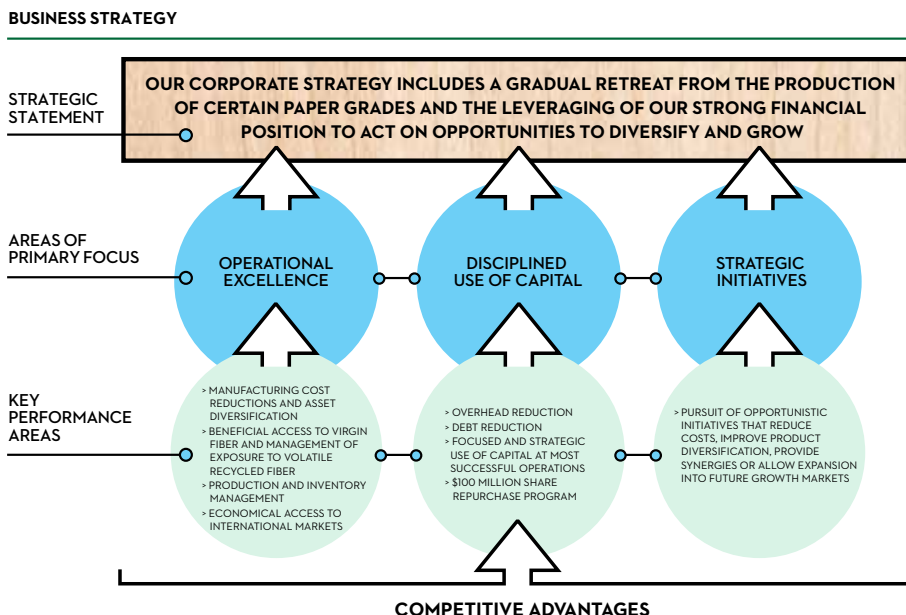 BUSINESS STRATEGY
STRATEGIC
STATEMENT
OUR CORPORATE STRATEGY INCLUDES A GRADUAL RETREAT FROM THE PRODUCTION
OF CERTAIN PAPER GRADES AND THE LEVERAGING OF OUR STRONG FINANCIAL
POSITION TO ACT ON OPPORTUNITIES TO DIVERSIFY AND GROW
AREAS OF
PRIMARY FOCUS
OPERATIONAL
EXCELLENCE
DISCIPLINED
USE OF CAPITAL
STRATEGIC
INITIATIVES
KEY
PERFORMANCE
AREAS
> MANUFACTURING COST
REDUCTIONS AND ASSET
DIVERSIFICATION
> BENEFICIAL ACCESS TO VIRGIN
FIBER AND MANAGEMENT OF
EXPOSURE TO VOLATILE
RECYCLED FIBER
> PRODUCTION AND INVENTORY
MANAGEMENT
> ECONOMICAL ACCESS TO
INTERNATIONAL MARKETS
> OVERHEAD REDUCTION
> DEBT REDUCTION
> FOCUSED AND STRATEGIC
USE OF CAPITAL AT MOST
SUCCESSFUL OPERATIONS
> $100 MILLION SHARE
REPURCHASE PROGRAM
> PURSUIT OF OPPORTUNISTIC
INITIATIVES THAT REDUCE
COSTS, IMPROVE PRODUCT
DIVERSIFICATION, PROVIDE
SYNERGIES OR ALLOW EXPANSION
INTO FUTURE GROWTH MARKETS
COMPETITIVE ADVANTAGES